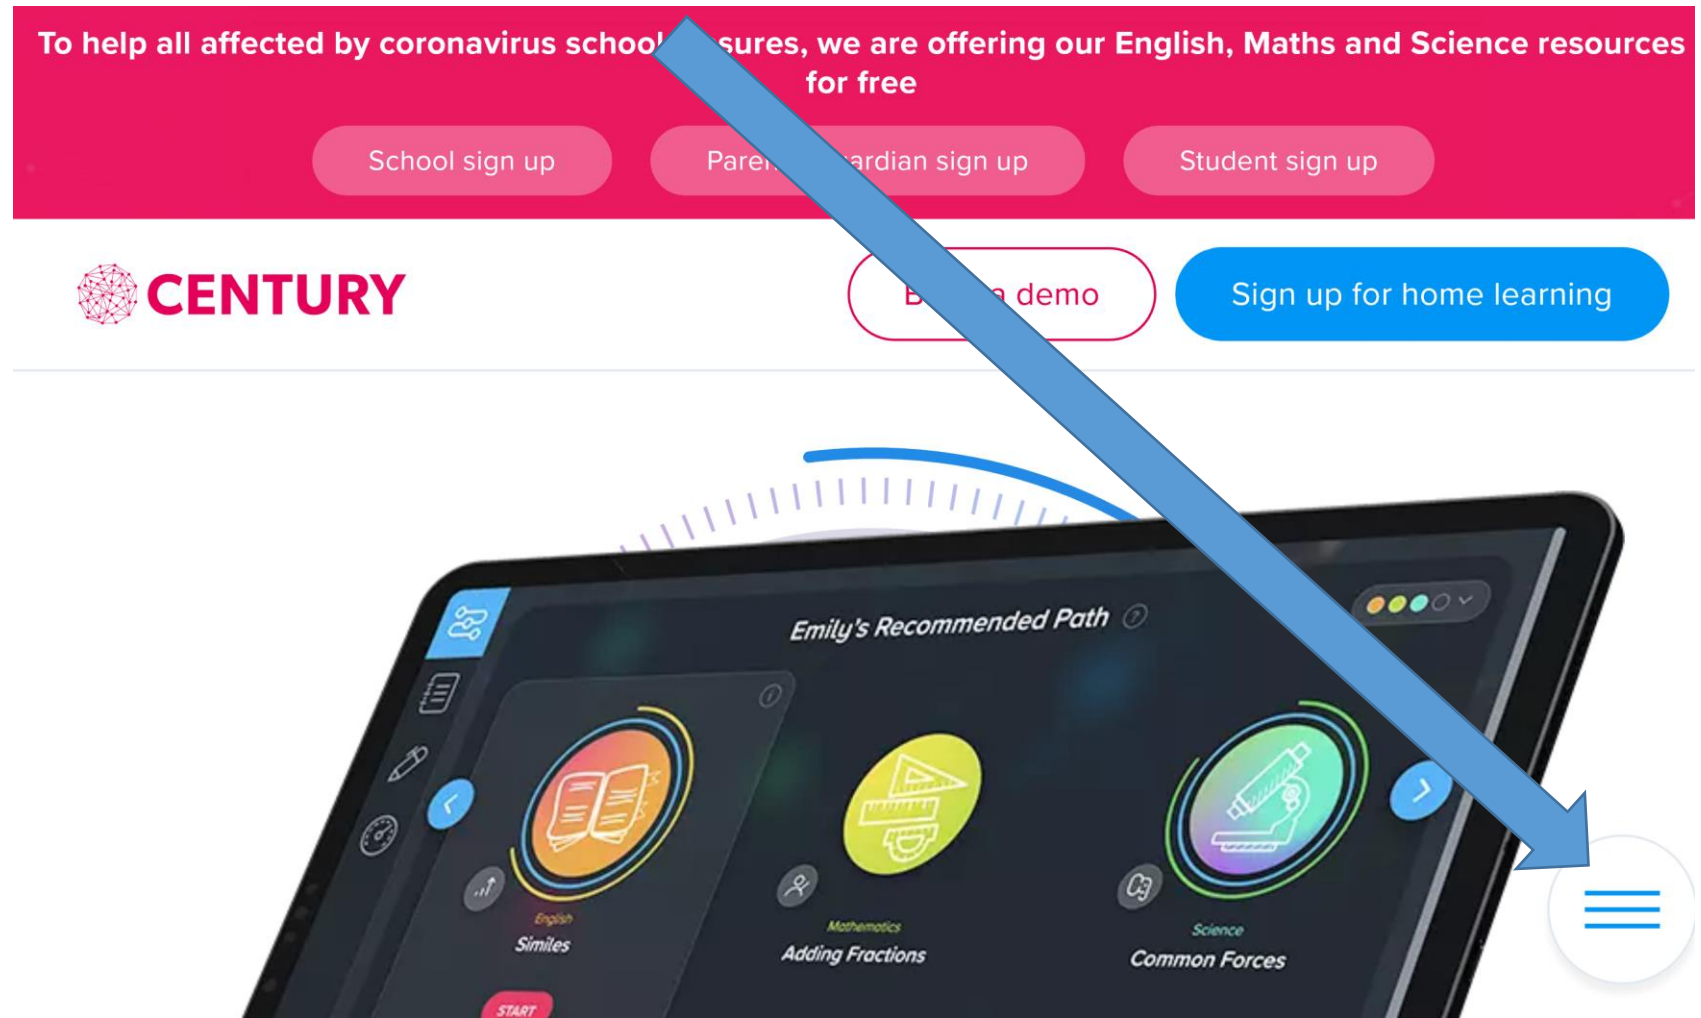 To help all affected by coronavirus school sures, we are offering our English, Maths and Science resources
for free
School sign up
Paren ardian sign up
Student sign up
CENTURY
B a demo
Sign up for home learning
Emily's Recommended Path ?
English
Similes
Mathematics
Adding Fractions
Science
Common Forces
START